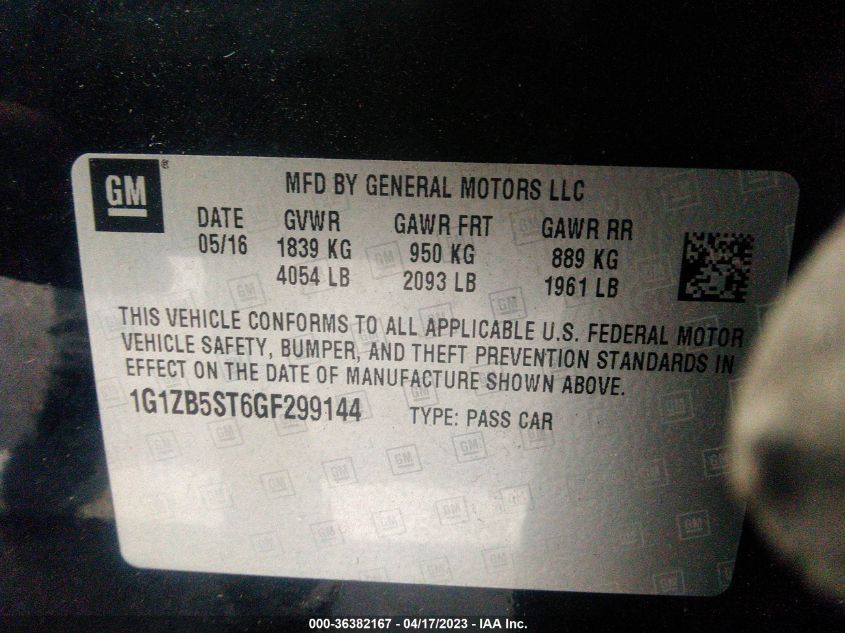 GM
MFD BY GENERAL MOTORS LLC
DATE GVWR GAWR FRT GAWR RR
05/16 1839 KG 950 KG 889 KG
4054 LB 2093 LB 1961 LB
THIS VEHICLE CONFORMS TO ALL APPLICABLE U.S. FEDERAL MOTOR
VEHICLE SAFETY, BUMPER, AND THEFT PREVENTION STANDARDS IN
EFFECT ON THE DATE OF MANUFACTURE SHOWN ABOVE.
1G1ZB5ST6GF299144 TYPE: PASS CAR
000-36382167 - 04/17/2023 - IAA Inc.